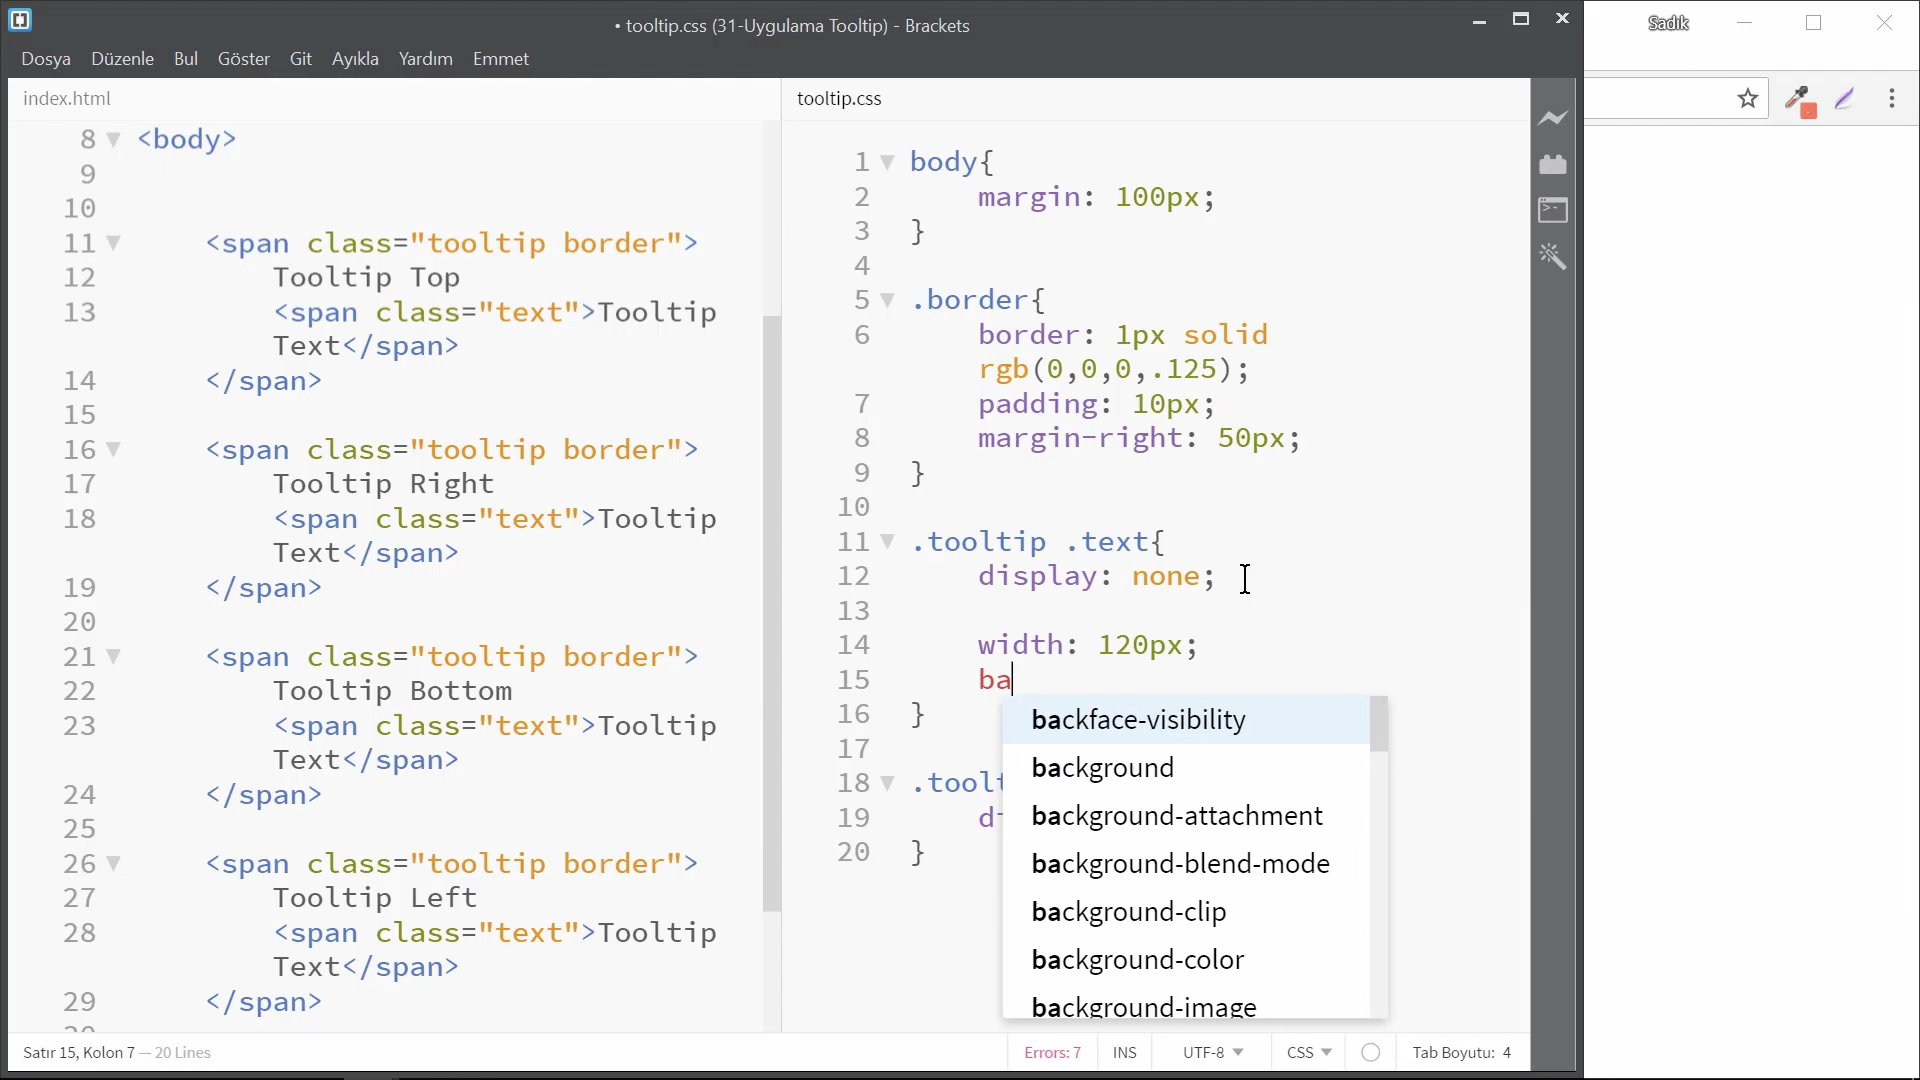 • tooltip.css (31-Uygulama Tooltip) - Brackets
Sadık
Dosya Düzenle Bul Göster Git Ayıkla Yardım Emmet
index.html
8 <body>
9
10
11 <span class="tooltip border">
12 Tooltip Top
13 <span class="text">Tooltip
Text</span>
14 </span>
15
16 <span class="tooltip border">
17 Tooltip Right
18 <span class="text">Tooltip
Text</span>
19 </span>
20
21 <span class="tooltip border">
22 Tooltip Bottom
23 <span class="text">Tooltip
Text</span>
24 </span>
25
26 <span class="tooltip border">
27 Tooltip Left
28 <span class="text">Tooltip
Text</span>
29 </span>
tooltip.css
1 body{
2 margin: 100px;
3 }
4
5 .border{
6 border: 1px solid
rgb(0,0,0,.125);
7 padding: 10px;
8 margin-right: 50px;
9 }
10
11 .tooltip .text{
12 display: none;
13
14 width: 120px;
15 ba
16 }
17
18 .toolt
19 di
20 }
backface-visibility
background
background-attachment
background-blend-mode
background-clip
background-color
background-image
Satır 15, Kolon 7 — 20 Lines
Errors: 7 INS UTF-8 CSS Tab Boyutu: 4